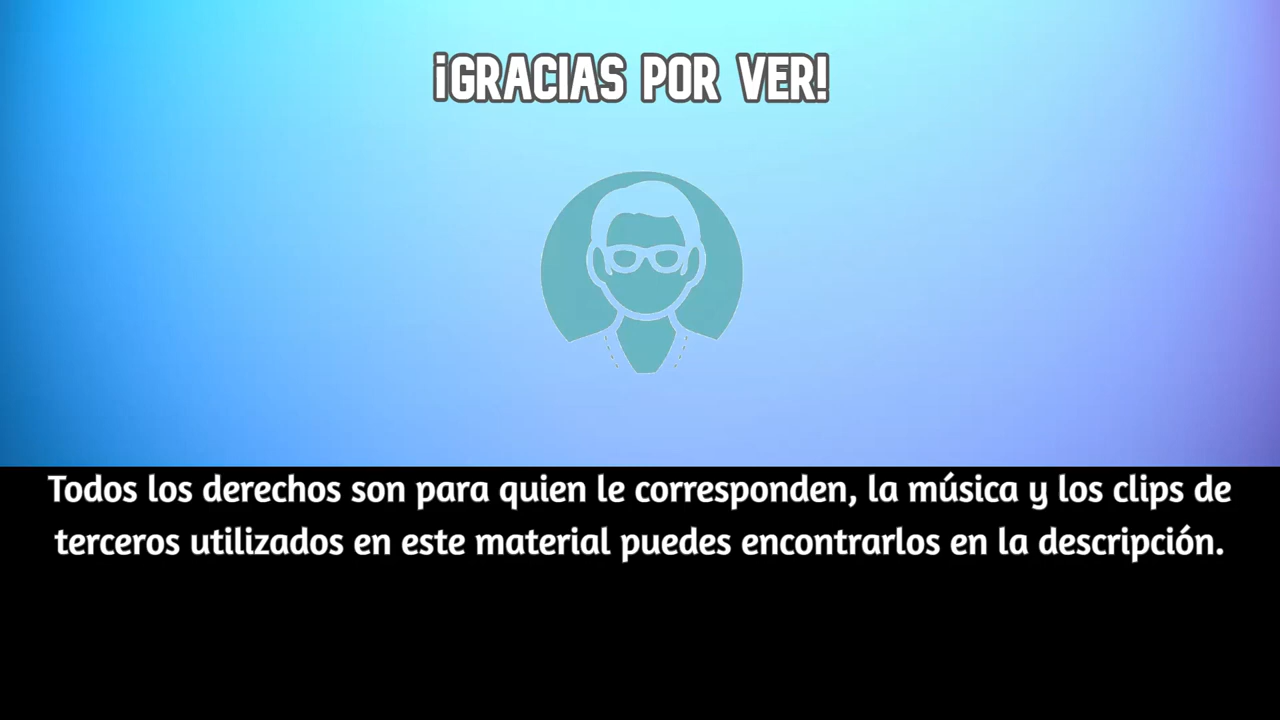 ¡GRACIAS POR VER!
Todos los derechos son para quien le corresponden, la música y los clips de
terceros utilizados en este material puedes encontrarlos en la descripción.